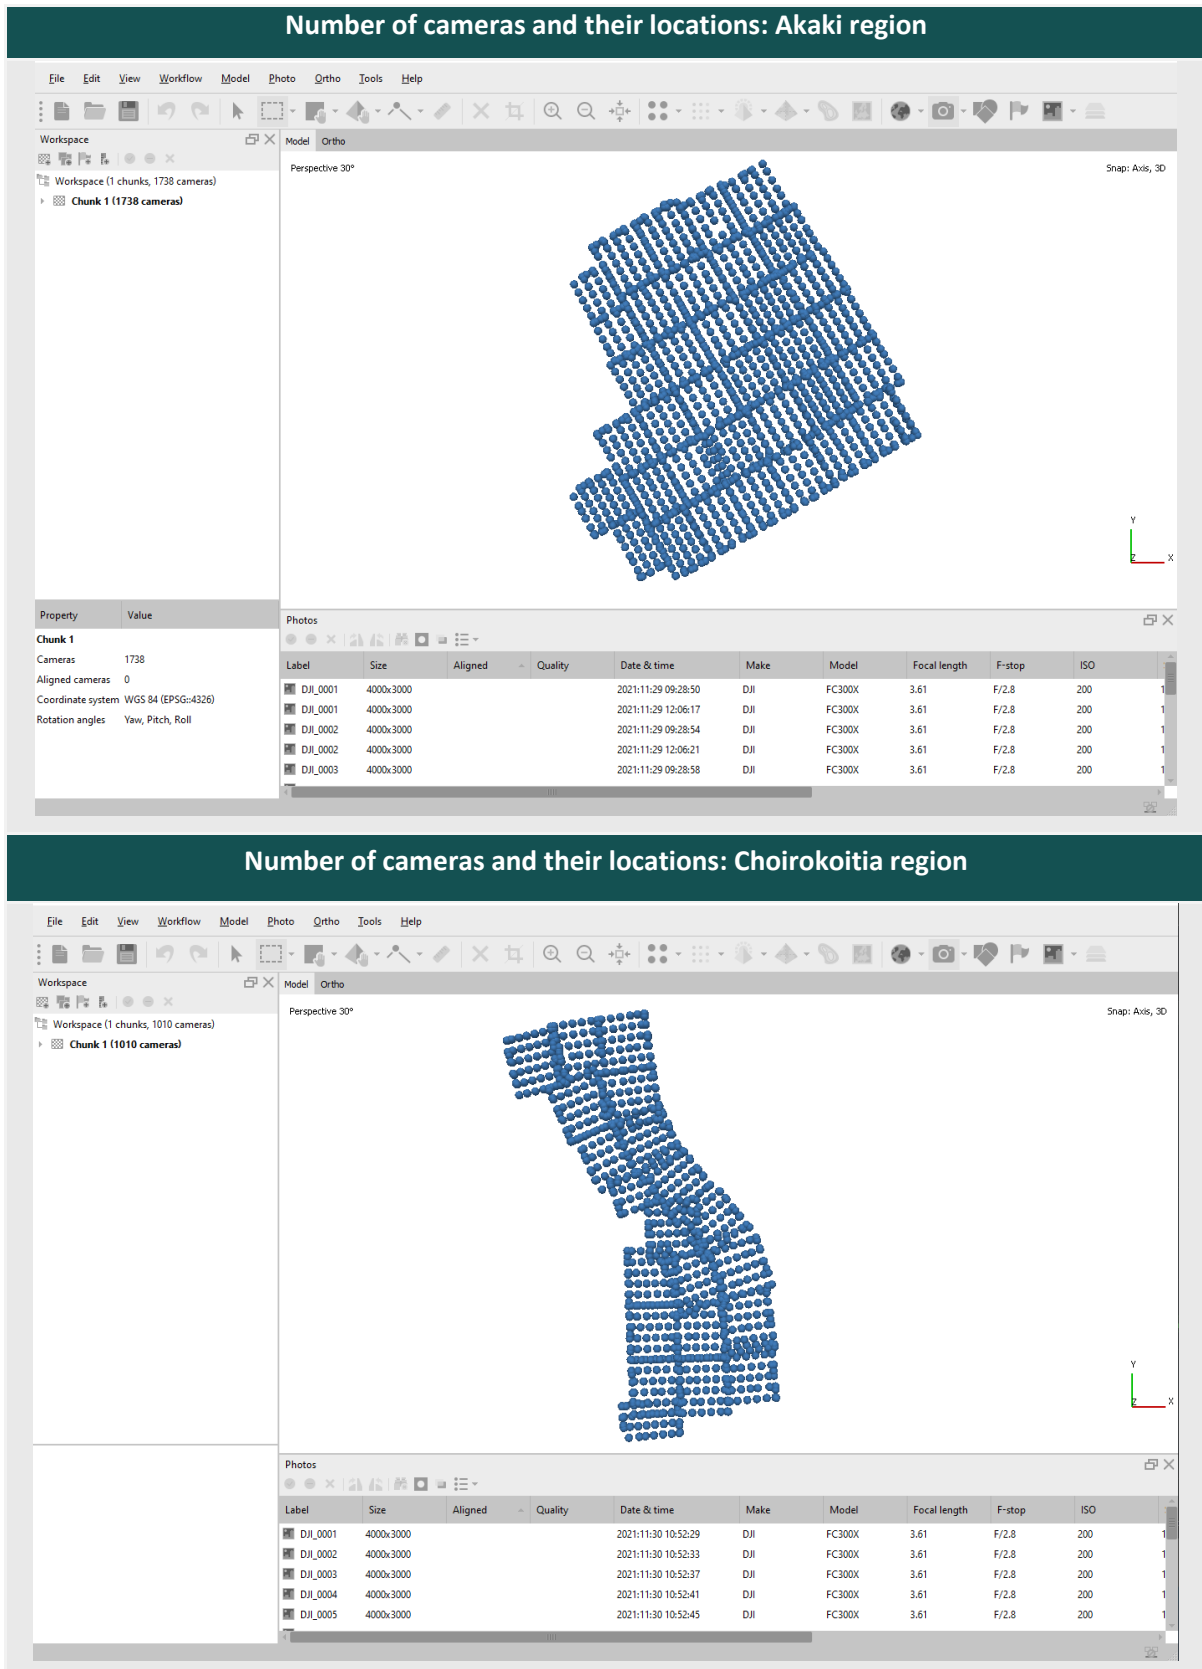 Number of cameras and their locations: Akaki region
File Edit View Workflow Model Photo Ortho Tools Help
Workspace
Model Ortho
Workspace (1 chunks, 1738 cameras)
Chunk 1 (1738 cameras)
Perspective 30°
Snap: Axis, 3D
Y
Z X
Property Value
Chunk 1
Cameras 1738
Aligned cameras 0
Coordinate system WGS 84 (EPSG::4326)
Rotation angles Yaw, Pitch, Roll
Photos
Label Size Aligned Quality Date & time Make Model Focal length F-stop ISO
DJI_0001 4000x3000 2021:11:29 09:28:50 DJI FC300X 3.61 F/2.8 200 1
DJI_0001 4000x3000 2021:11:29 12:06:17 DJI FC300X 3.61 F/2.8 200 1
DJI_0002 4000x3000 2021:11:29 09:28:54 DJI FC300X 3.61 F/2.8 200 1
DJI_0002 4000x3000 2021:11:29 12:06:21 DJI FC300X 3.61 F/2.8 200 1
DJI_0003 4000x3000 2021:11:29 09:28:58 DJI FC300X 3.61 F/2.8 200 1
Number of cameras and their locations: Choirokoitia region
File Edit View Workflow Model Photo Ortho Tools Help
Workspace
Model Ortho
Workspace (1 chunks, 1010 cameras)
Chunk 1 (1010 cameras)
Perspective 30°
Snap: Axis, 3D
Y
Z X
Photos
Label Size Aligned Quality Date & time Make Model Focal length F-stop ISO
DJI_0001 4000x3000 2021:11:30 10:52:29 DJI FC300X 3.61 F/2.8 200 1
DJI_0002 4000x3000 2021:11:30 10:52:33 DJI FC300X 3.61 F/2.8 200 1
DJI_0003 4000x3000 2021:11:30 10:52:37 DJI FC300X 3.61 F/2.8 200 1
DJI_0004 4000x3000 2021:11:30 10:52:41 DJI FC300X 3.61 F/2.8 200 1
DJI_0005 4000x3000 2021:11:30 10:52:45 DJI FC300X 3.61 F/2.8 200 1